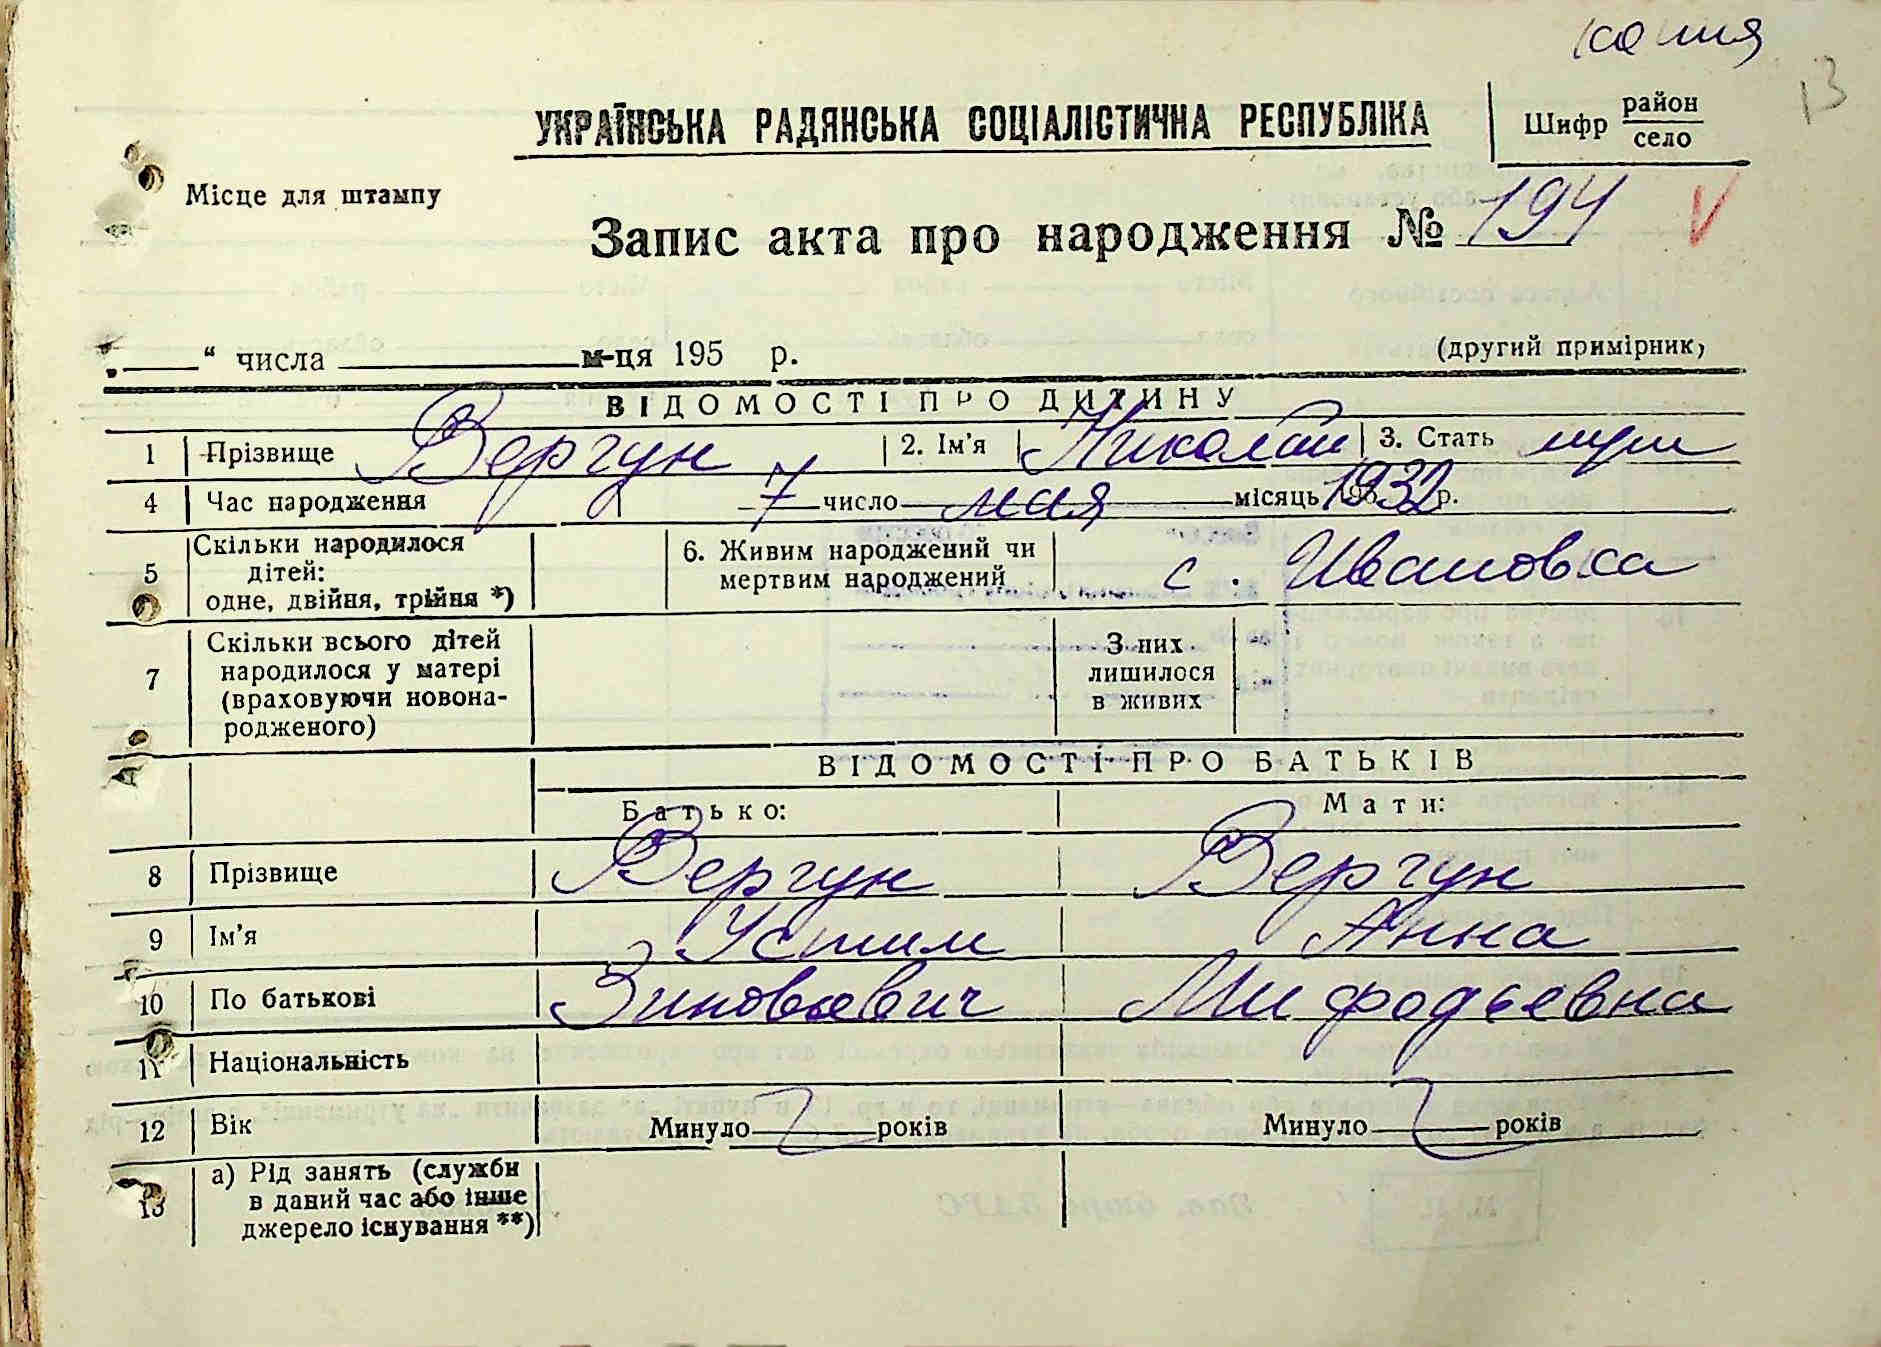 копия
13
УКРАЇНСЬКА РАДЯНСЬКА СОЦІАЛІСТИЧНА РЕСПУБЛІКА
Шифр район
село
Місце для штампу
Запис акта про народження № 194 V
„ “ числа м-ця 195 р. (другий примірник)
ВІДОМОСТІ ПРО ДИТИНУ
1 Прізвище Вергун 2. Ім'я Николай 3. Стать муж
4 Час народження 7 число мая місяць 1932 р.
5 Скільки народилося дітей: одне, двійня, трійня *) 6. Живим народжений чи мертвим народжений с. Ивановка
7 Скільки всього дітей народилося у матері (враховуючи новонародженого) З них лишилося в живих
ВІДОМОСТІ ПРО БАТЬКІВ
Батько: Мати:
8 Прізвище Вергун Вергун
9 Ім'я Устим Анна
10 По батькові Зиновьевич Мифодьевна
11 Національність
12 Вік Минуло років Минуло років
13 а) Рід занять (служби в даний час або інше джерело існування **)